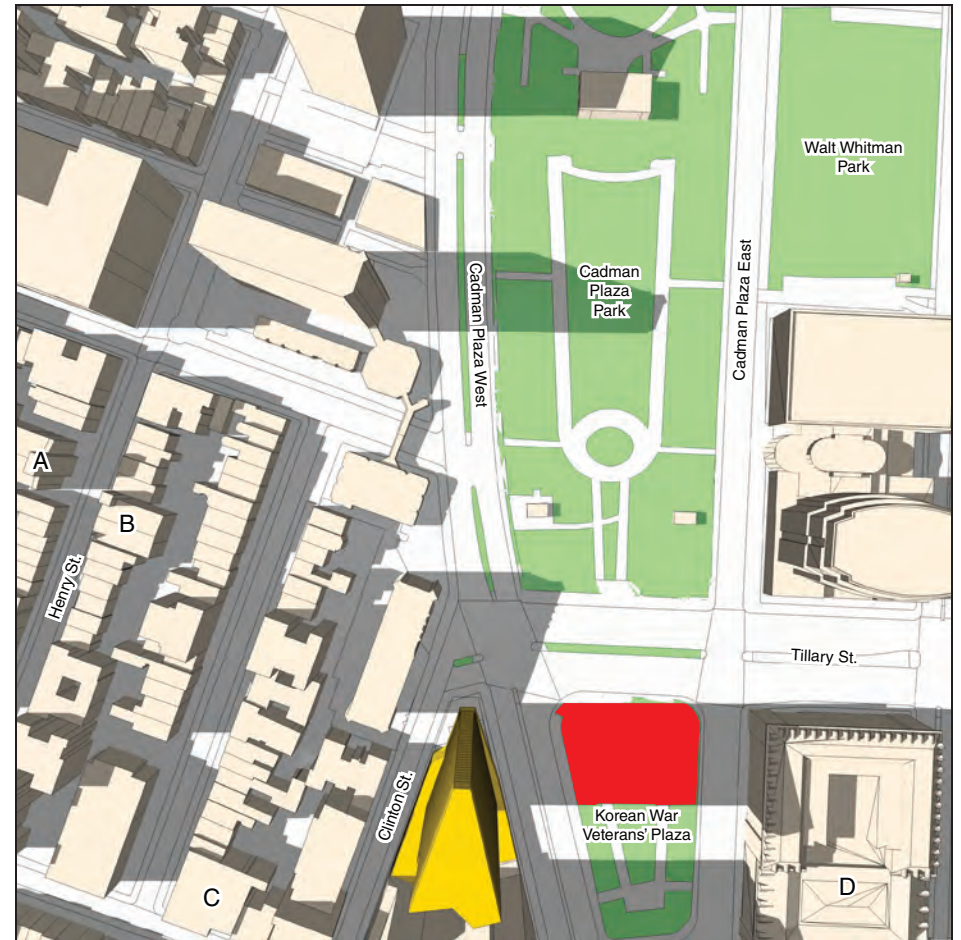 Walt Whitman
Park
Cadman
Plaza
Park
Cadman Plaza West
Cadman Plaza East
A
B
Henry St.
Tillary St.
Clinton St.
Korean War
Veterans' Plaza
C
D